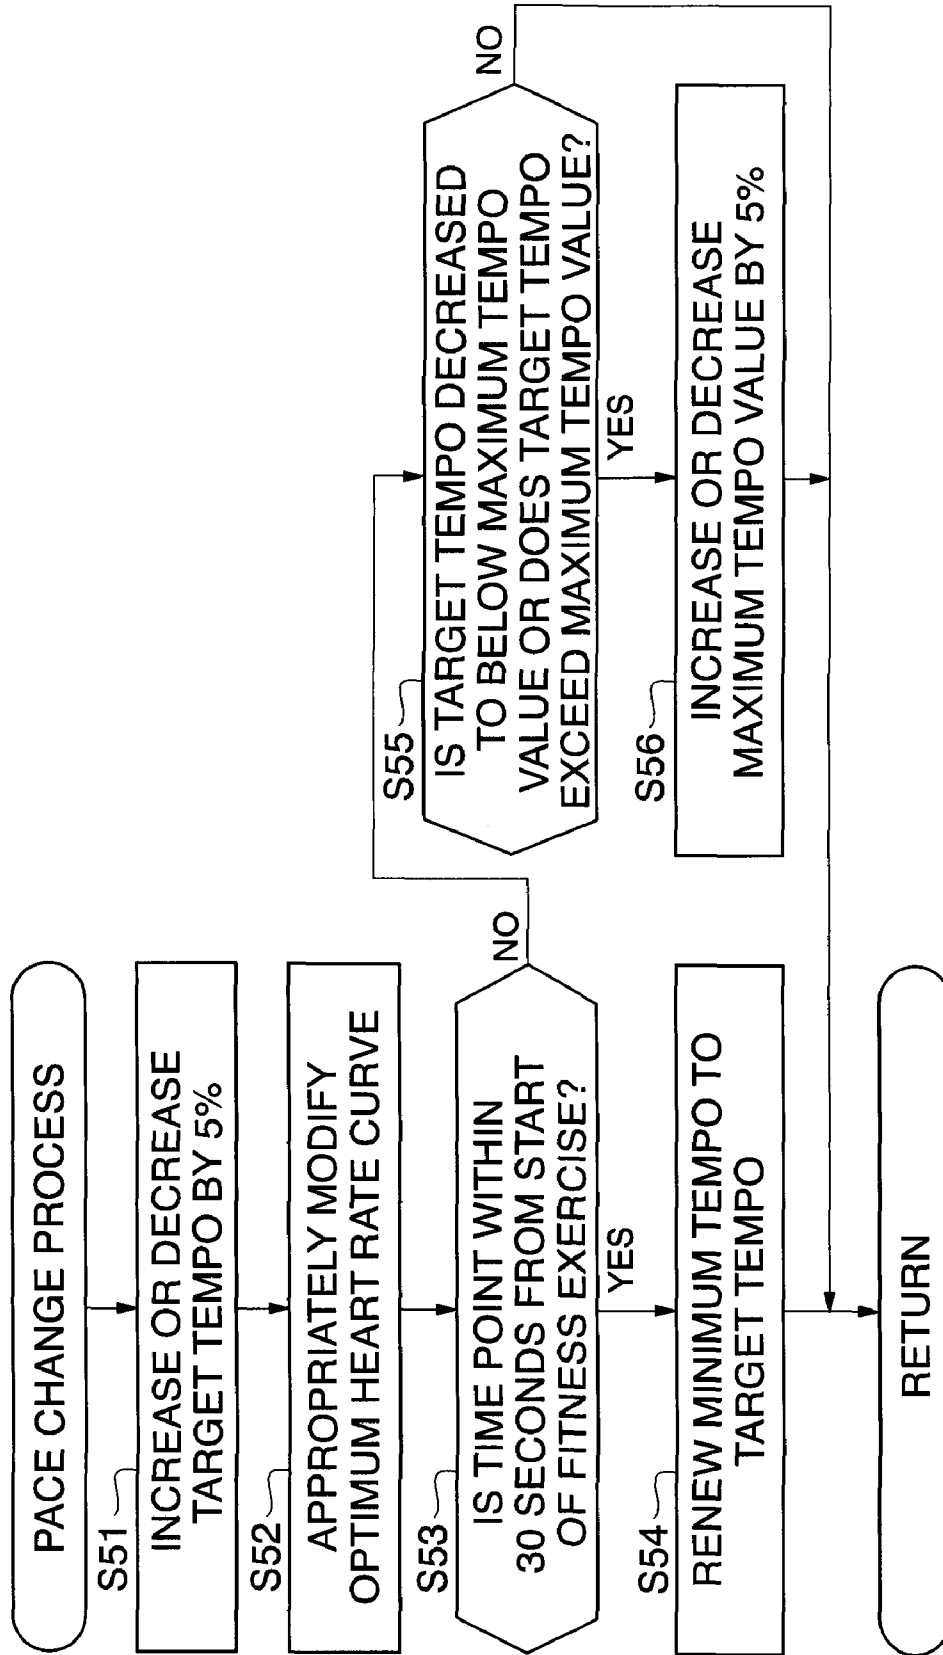 PACE CHANGE PROCESS
S51
INCREASE OR DECREASE
TARGET TEMPO BY 5%
S52
APPROPRIATELY MODIFY
OPTIMUM HEART RATE CURVE
S53
IS TIME POINT WITHIN
30 SECONDS FROM START
OF FITNESS EXERCISE?
NO
YES
S54
RENEW MINIMUM TEMPO TO
TARGET TEMPO
S55
IS TARGET TEMPO DECREASED
TO BELOW MAXIMUM TEMPO
VALUE OR DOES TARGET TEMPO
EXCEED MAXIMUM TEMPO VALUE?
NO
YES
S56
INCREASE OR DECREASE
MAXIMUM TEMPO VALUE BY 5%
RETURN